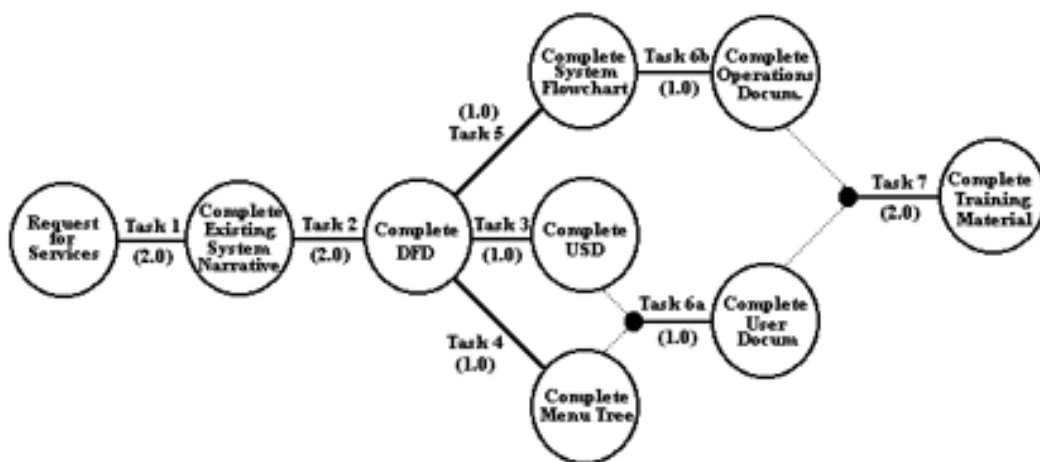 Request
for
Services
Task 1
(2.0)
Complete
Existing
System
Narrative
Task 2
(2.0)
Complete
DFD
(1.0)
Task 5
Complete
System
Flowchart
Task 6b
(1.0)
Complete
Operations
Docum.
Task 3
(1.0)
Complete
USD
Task 4
(1.0)
Complete
Menu Tree
Task 6a
(1.0)
Complete
User
Docum
Task 7
(2.0)
Complete
Training
Material